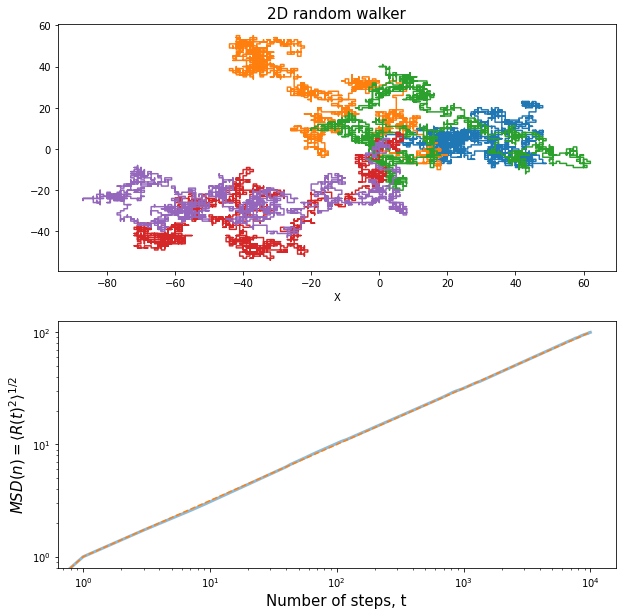 2D random walker
60
40
20
0
−20
−40
−80 −60 −40 −20 0 20 40 60
X
10²
10¹
10⁰
MSD(n) = ⟨R(t)²⟩^{1/2}
10⁰ 10¹ 10² 10³ 10⁴
Number of steps, t